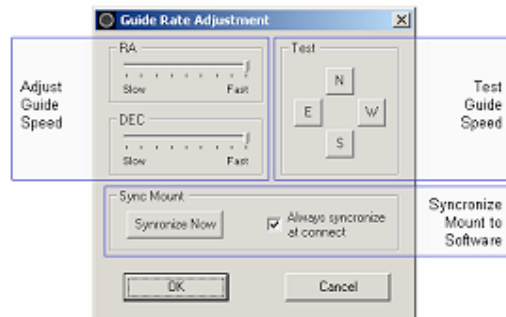 Guide Rate Adjustment
Adjust
Guide
Speed
RA
Slow Fast
DEC
Slow Fast
Test
N
E W
S
Test
Guide
Speed
Sync Mount
Synronize Now
Always syncronize
at connect
Syncronize
Mount to
Software
OK
Cancel